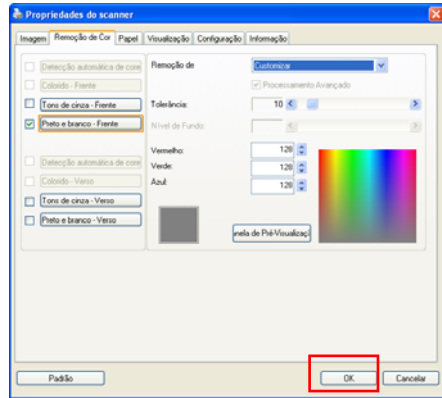 Propriedades do scanner
Imagem Remoção de Cor Papel Visualização Configuração Informação
Detecção automática de core
Colorido - Frente
Tons de cinza - Frente
Preto e branco - Frente
Detecção automática de core
Colorido - Verso
Tons de cinza - Verso
Preto e branco - Verso
Remoção de Customizar
Processamento Avançado
Tolerância: 10
Nível de Fundo:
Vermelho: 128
Verde: 128
Azul: 128
anela de Pré-Visualizaçã
Padrão OK Cancelar